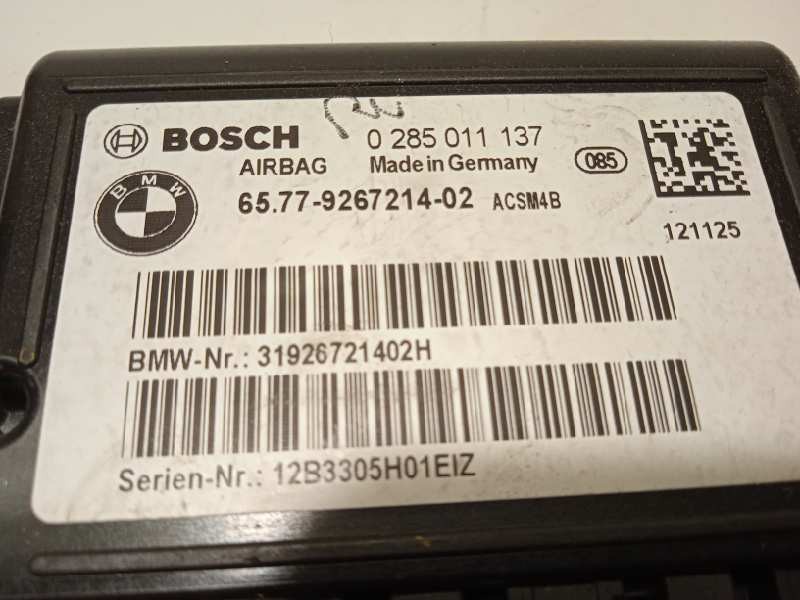 BOSCH 0 285 011 137
AIRBAG Made in Germany 085
BMW 65.77-9267214-02 ACSM4B
121125
BMW-Nr.: 31926721402H
Serien-Nr.: 12B3305H01EIZ